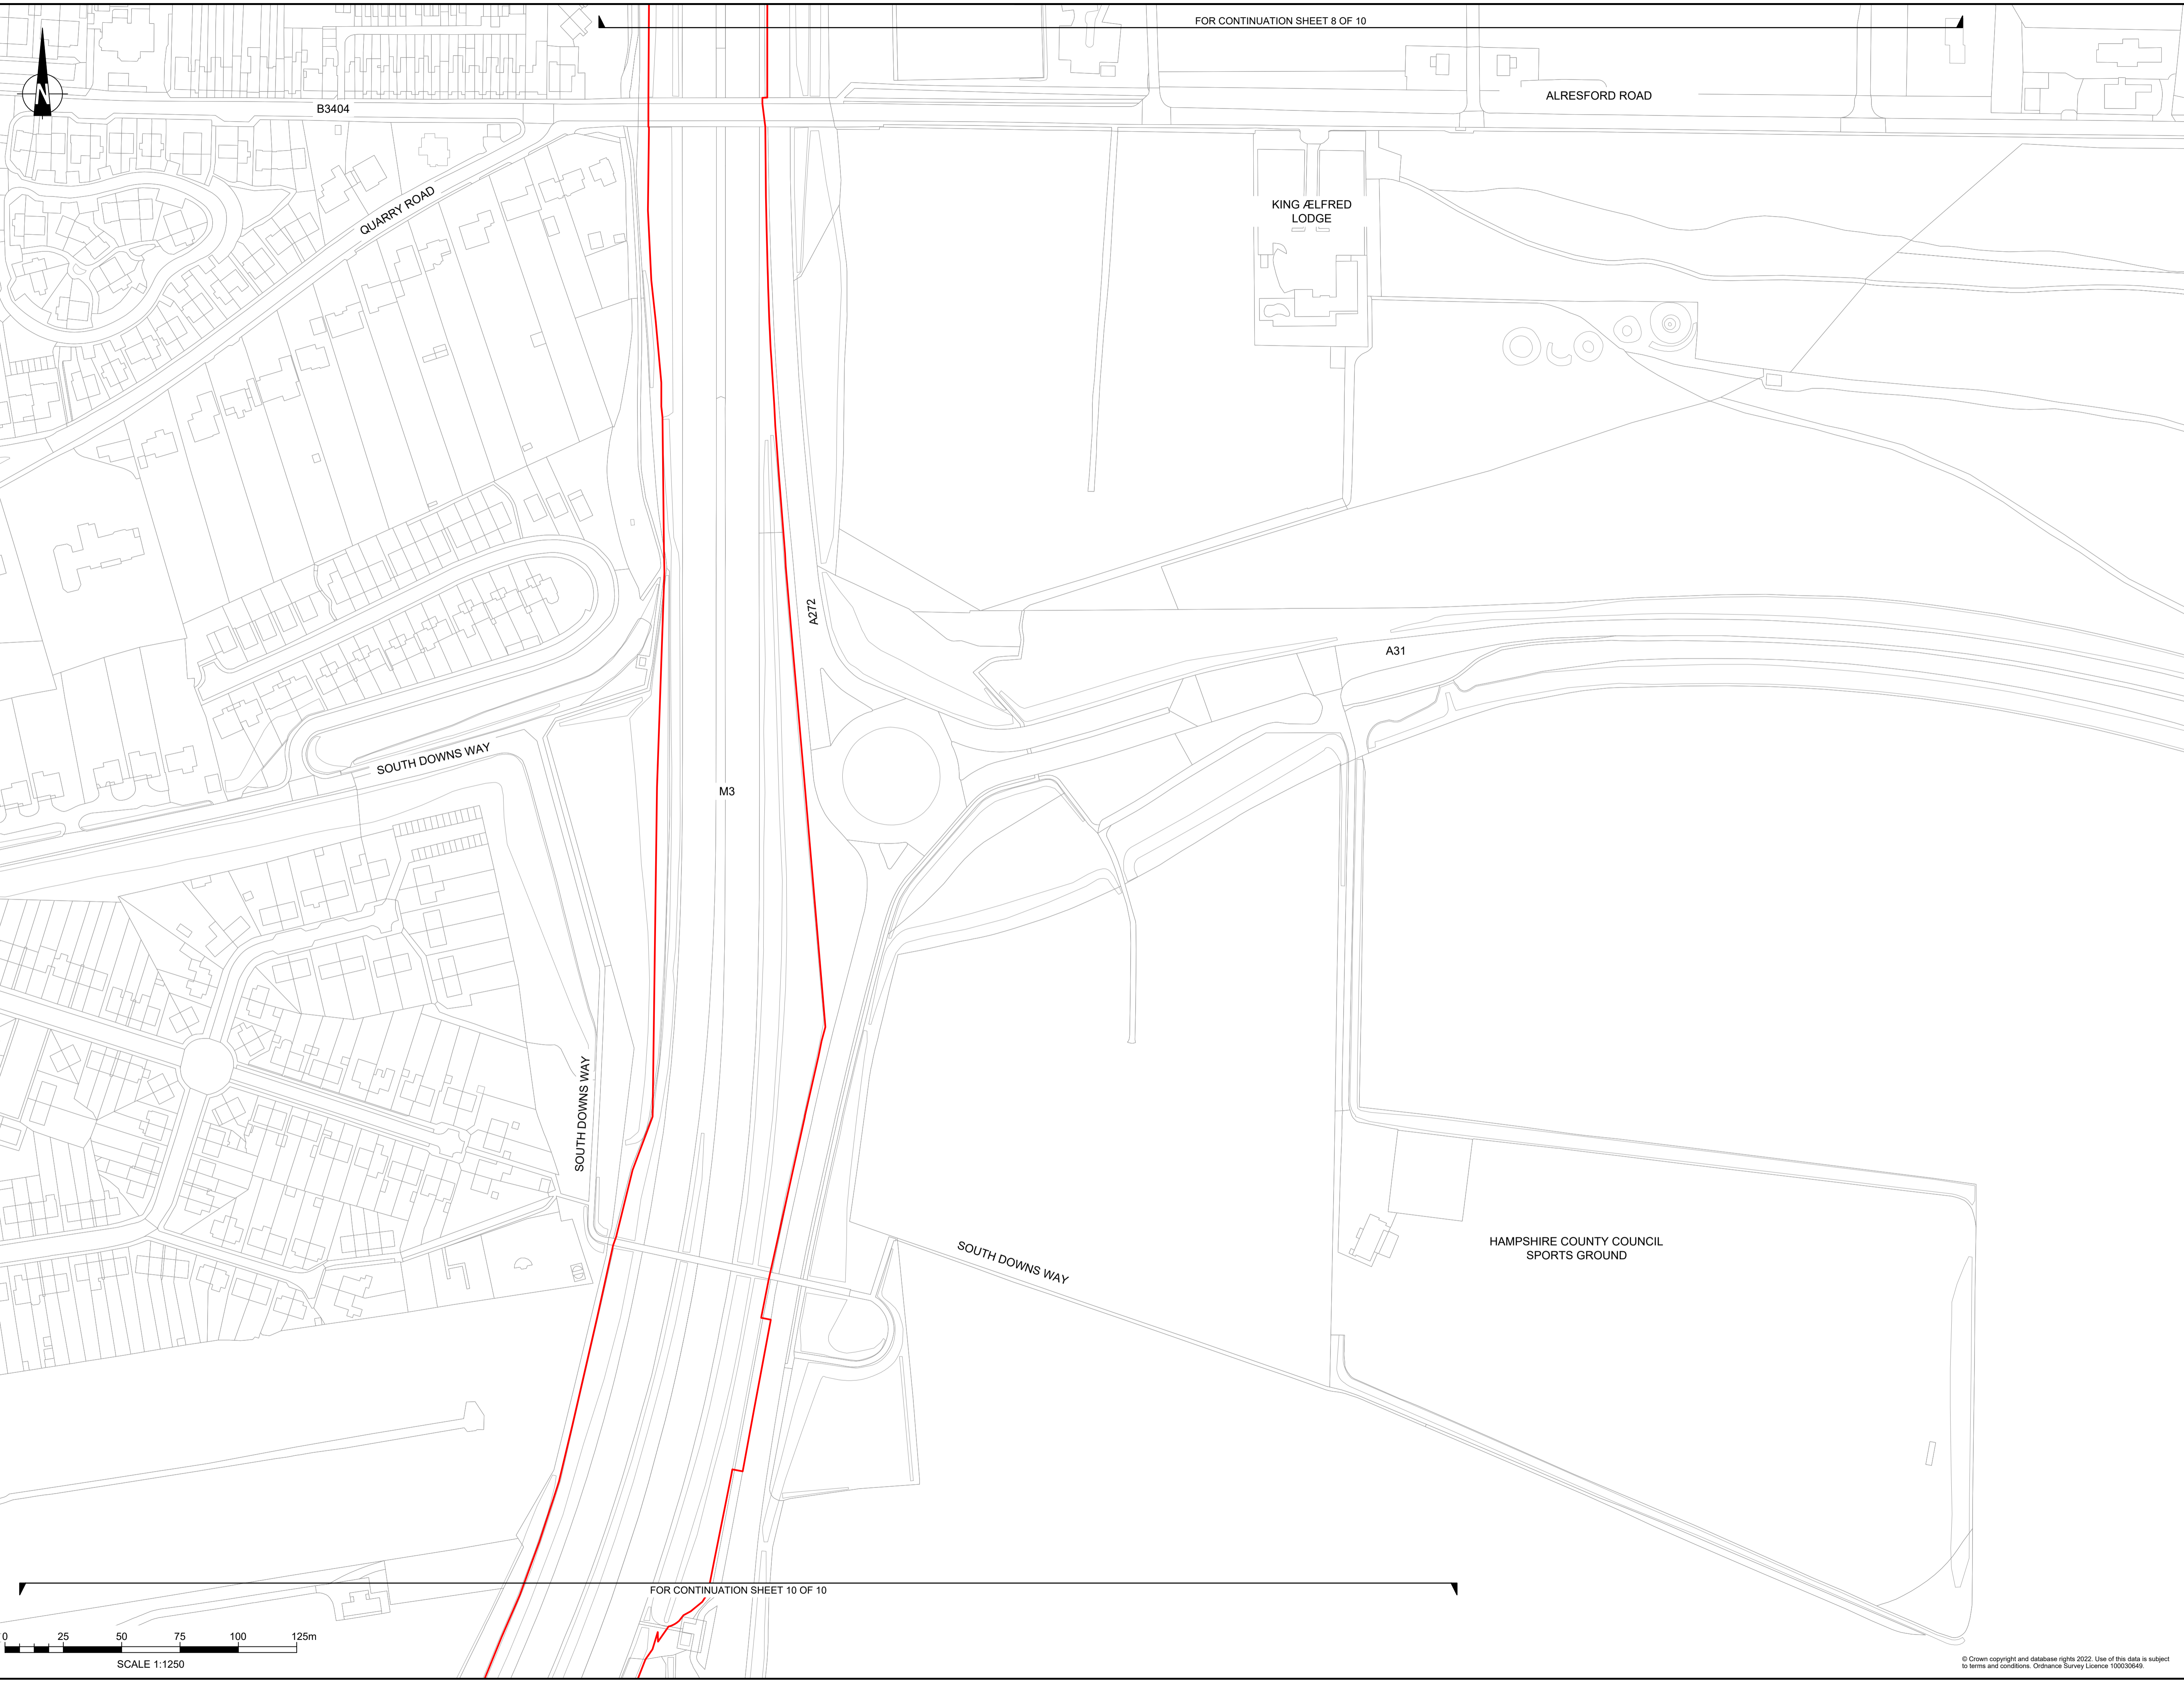 FOR CONTINUATION SHEET 8 OF 10
N
B3404
ALRESFORD ROAD
QUARRY ROAD
KING ÆLFRED
LODGE
A272
A31
SOUTH DOWNS WAY
M3
SOUTH DOWNS WAY
SOUTH DOWNS WAY
HAMPSHIRE COUNTY COUNCIL
SPORTS GROUND
FOR CONTINUATION SHEET 10 OF 10
0 25 50 75 100 125m
SCALE 1:1250
© Crown copyright and database rights 2022. Use of this data is subject
to terms and conditions. Ordnance Survey Licence 100030649.